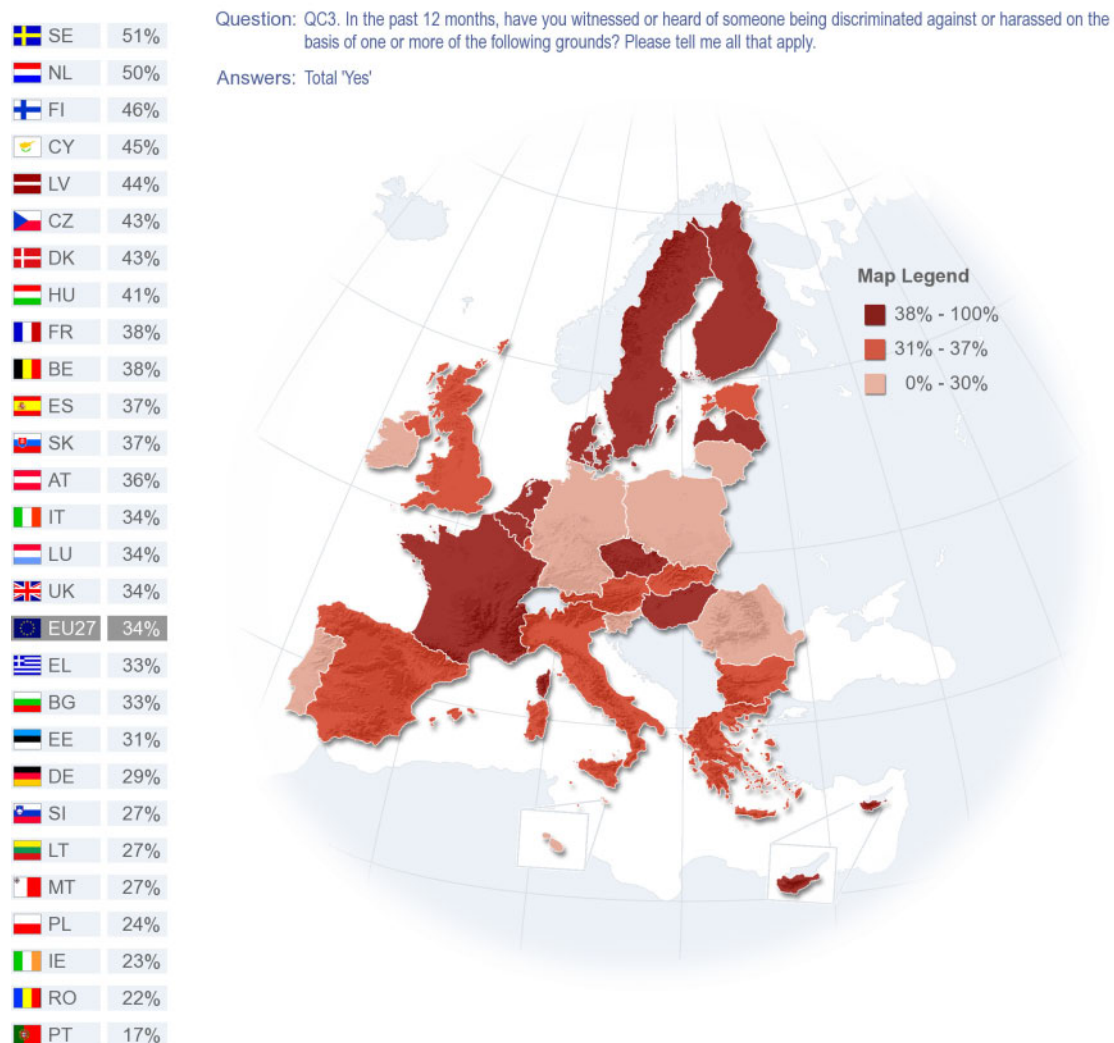 Question: QC3. In the past 12 months, have you witnessed or heard of someone being discriminated against or harassed on the
basis of one or more of the following grounds? Please tell me all that apply.
Answers: Total 'Yes'
SE 51%
NL 50%
FI 46%
CY 45%
LV 44%
CZ 43%
DK 43%
HU 41%
FR 38%
BE 38%
ES 37%
SK 37%
AT 36%
IT 34%
LU 34%
UK 34%
EU27 34%
EL 33%
BG 33%
EE 31%
DE 29%
SI 27%
LT 27%
MT 27%
PL 24%
IE 23%
RO 22%
PT 17%
Map Legend
38% - 100%
31% - 37%
0% - 30%